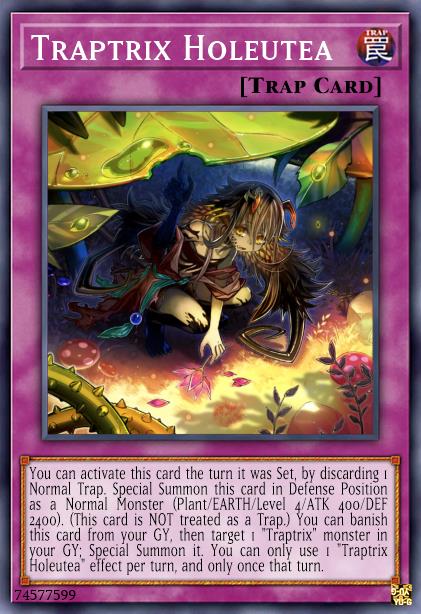 Traptrix Holeutea
TRAP
罠
[Trap Card]
You can activate this card the turn it was Set, by discarding 1
Normal Trap. Special Summon this card in Defense Position
as a Normal Monster (Plant/EARTH/Level 4/ATK 400/DEF
2400). (This card is NOT treated as a Trap.) You can banish
this card from your GY, then target 1 "Traptrix" monster in
your GY; Special Summon it. You can only use 1 "Traptrix
Holeutea" effect per turn, and only once that turn.
74577599